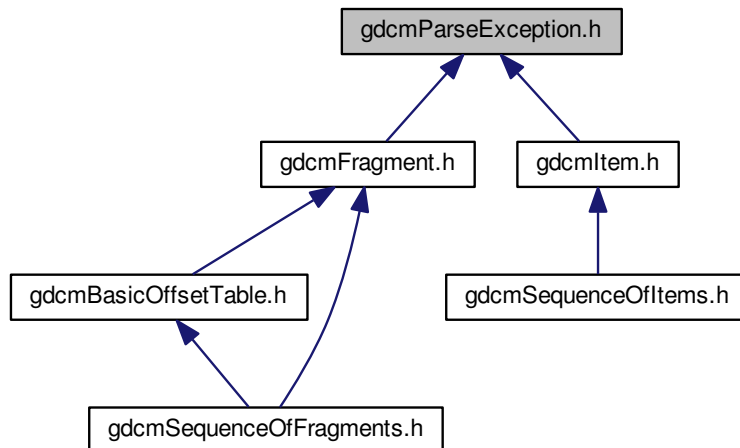 gdcmParseException.h
gdcmFragment.h
gdcmItem.h
gdcmBasicOffsetTable.h
gdcmSequenceOfItems.h
gdcmSequenceOfFragments.h